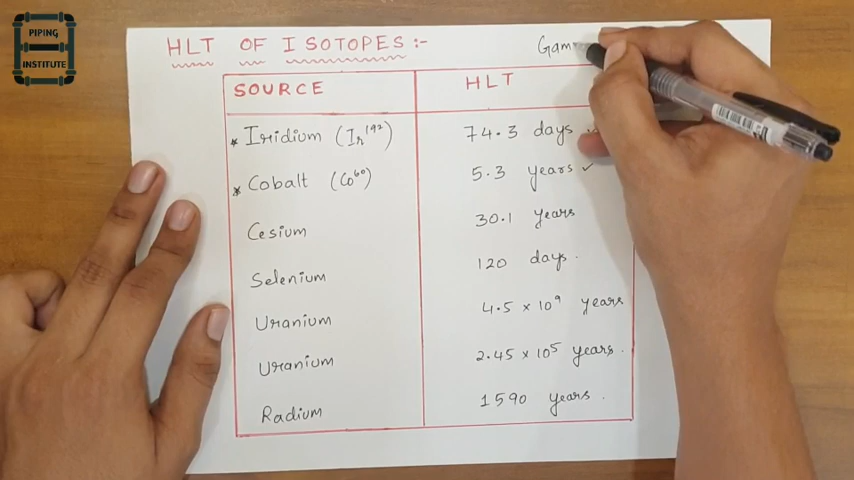 PIPING
INSTITUTE
HLT OF ISOTOPES :-
Gam
SOURCE HLT
* Iridium (Ir¹⁹²) 74.3 days
* Cobalt (Co⁶⁰) 5.3 years ✓
Cesium 30.1 years
Selenium 120 days.
Uranium 4.5 × 10⁹ years
Uranium 2.45 × 10⁵ years.
Radium 1590 years.